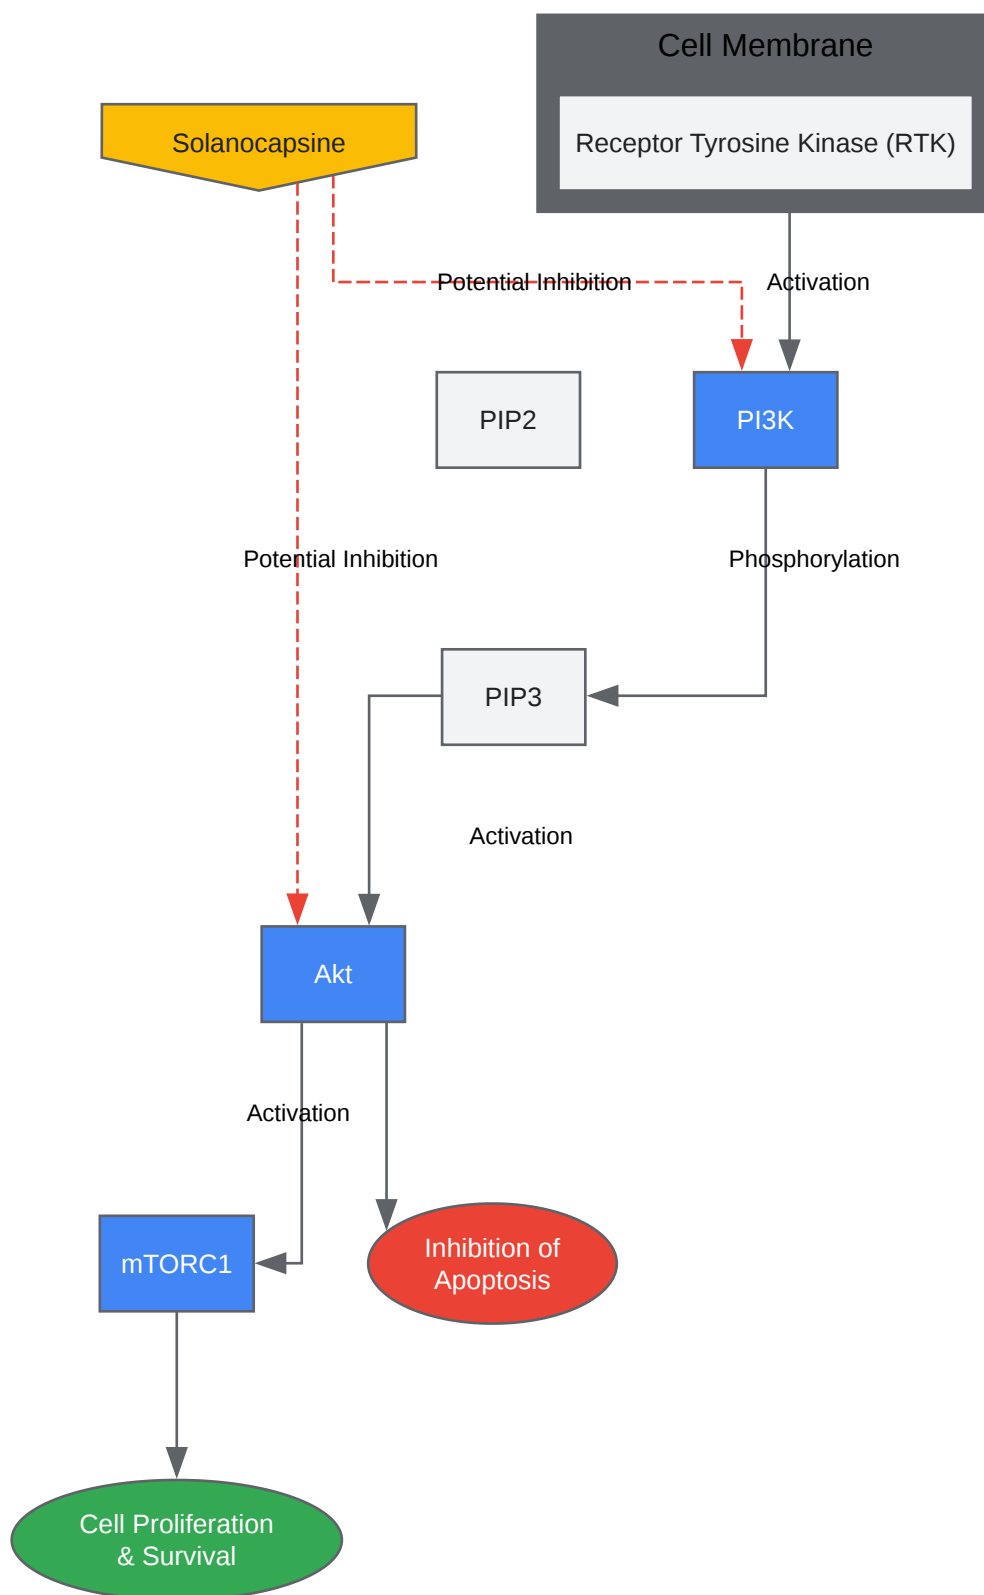 Cell Membrane
Solanocapsine
Receptor Tyrosine Kinase (RTK)
Potential Inhibition
Activation
PIP2
PI3K
Potential Inhibition
Phosphorylation
PIP3
Activation
Akt
Activation
mTORC1
Inhibition of
Apoptosis
Cell Proliferation
& Survival